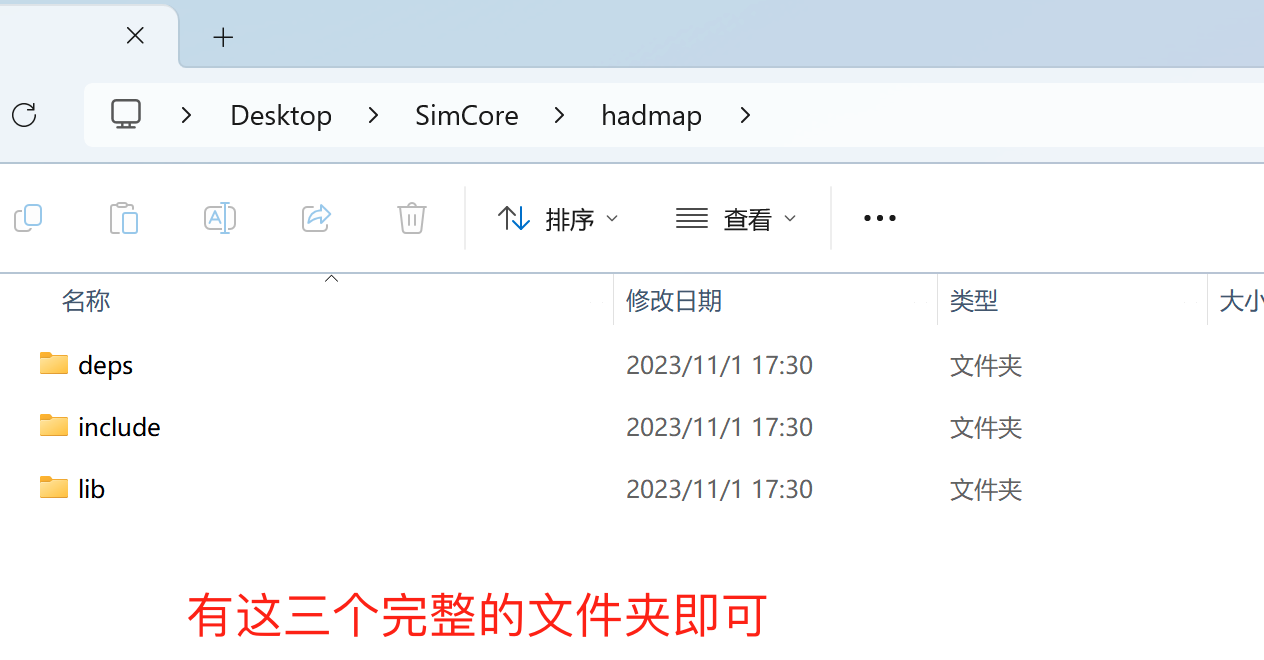 Desktop > SimCore > hadmap >
排序 查看
名称 修改日期 类型 大小
deps 2023/11/1 17:30 文件夹
include 2023/11/1 17:30 文件夹
lib 2023/11/1 17:30 文件夹
有这三个完整的文件夹即可